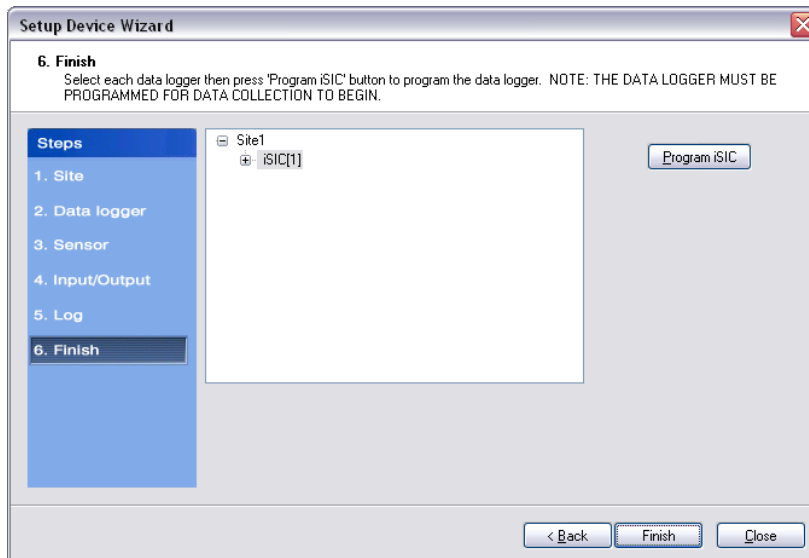 Setup Device Wizard
6. Finish
Select each data logger then press 'Program iSIC' button to program the data logger.  NOTE: THE DATA LOGGER MUST BE
PROGRAMMED FOR DATA COLLECTION TO BEGIN.
Steps
1. Site
2. Data logger
3. Sensor
4. Input/Output
5. Log
6. Finish
Site1
iSIC[1]
Program iSIC
< Back
Finish
Close